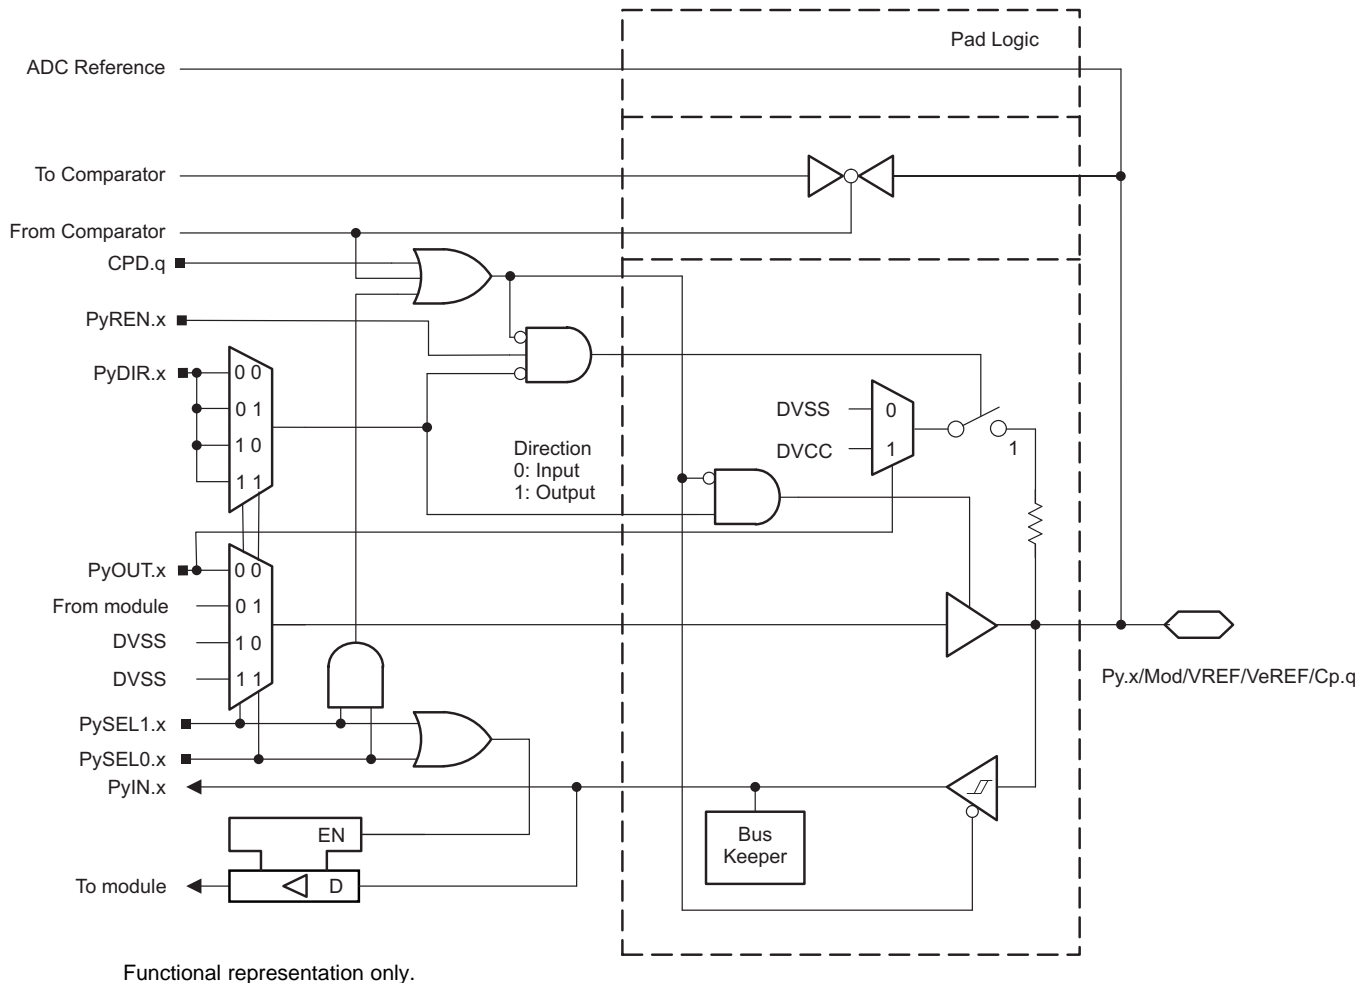 Pad Logic
ADC Reference
To Comparator
From Comparator
CPD.q
PyREN.x
PyDIR.x
0 0
0 1
1 0
1 1
DVSS
0
DVCC
1
1
Direction
0: Input
1: Output
PyOUT.x
0 0
From module
0 1
DVSS
1 0
DVSS
1 1
Py.x/Mod/VREF/VeREF/Cp.q
PySEL1.x
PySEL0.x
PyIN.x
EN
Bus
Keeper
To module
D
Functional representation only.